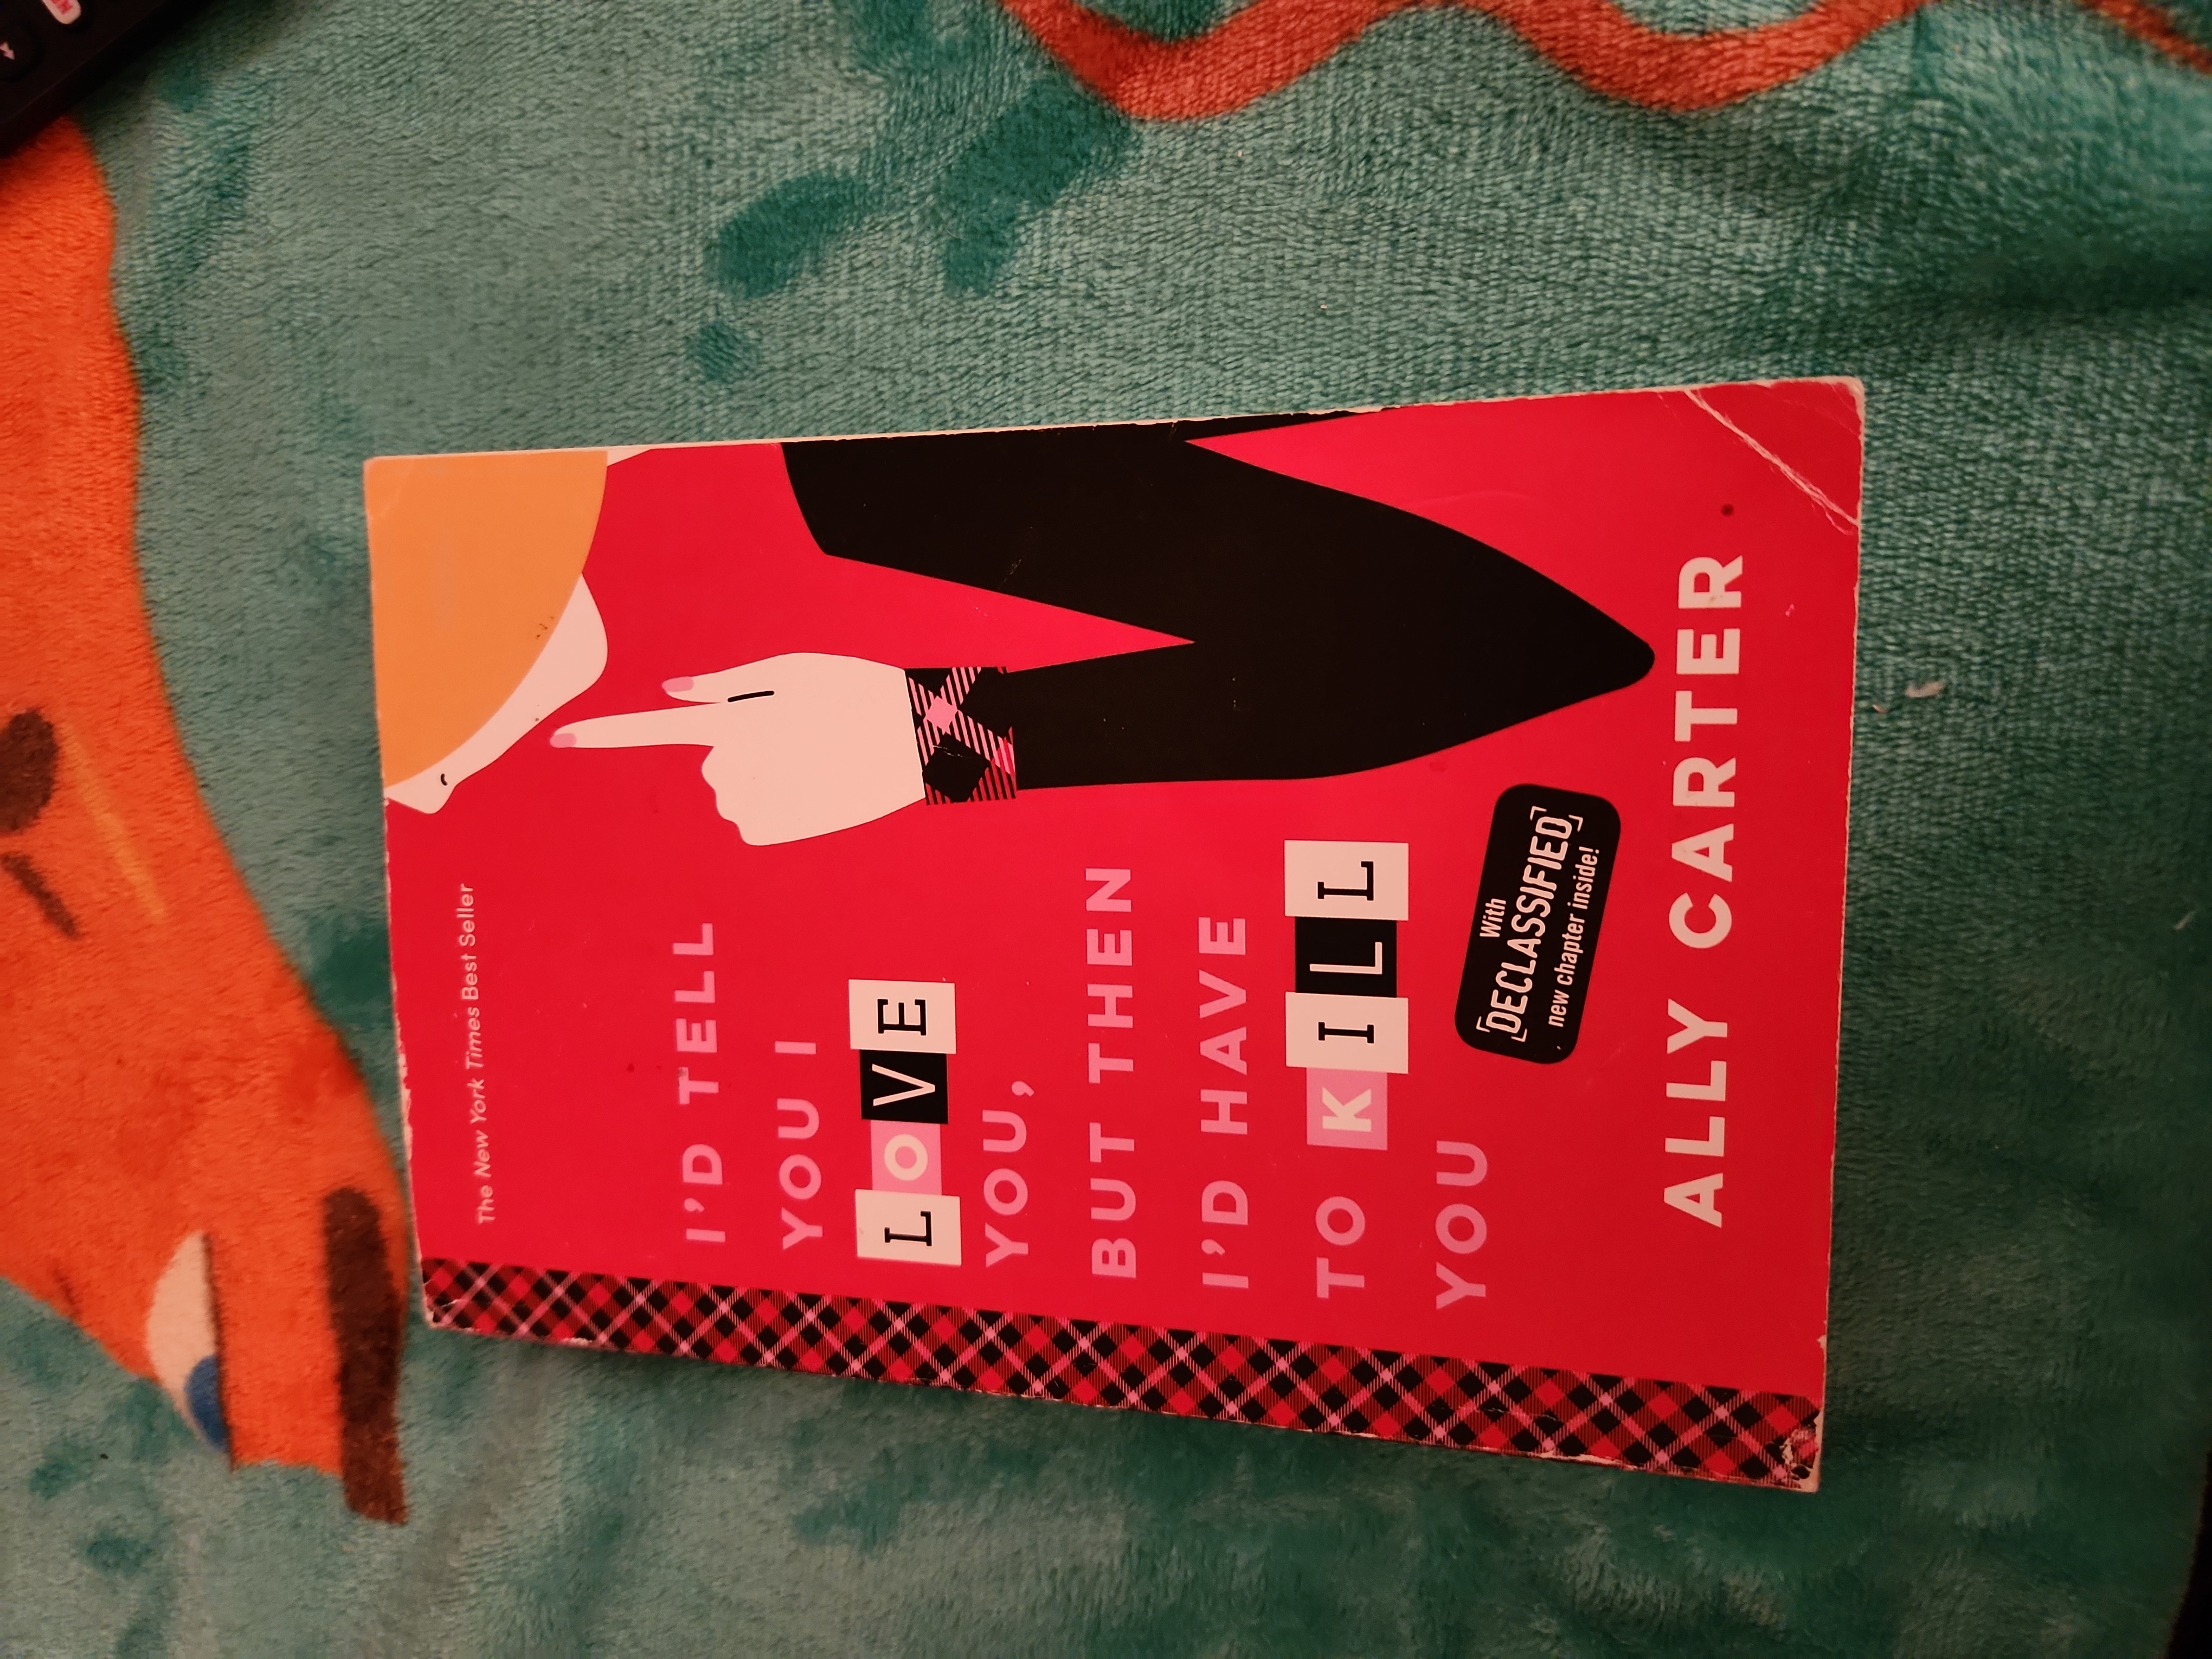 The New York Times Best Seller
I'D TELL
YOU I
LOVE
YOU,
BUT THEN
I'D HAVE
TO KILL
YOU
With
DECLASSIFIED
new chapter inside!
ALLY CARTER